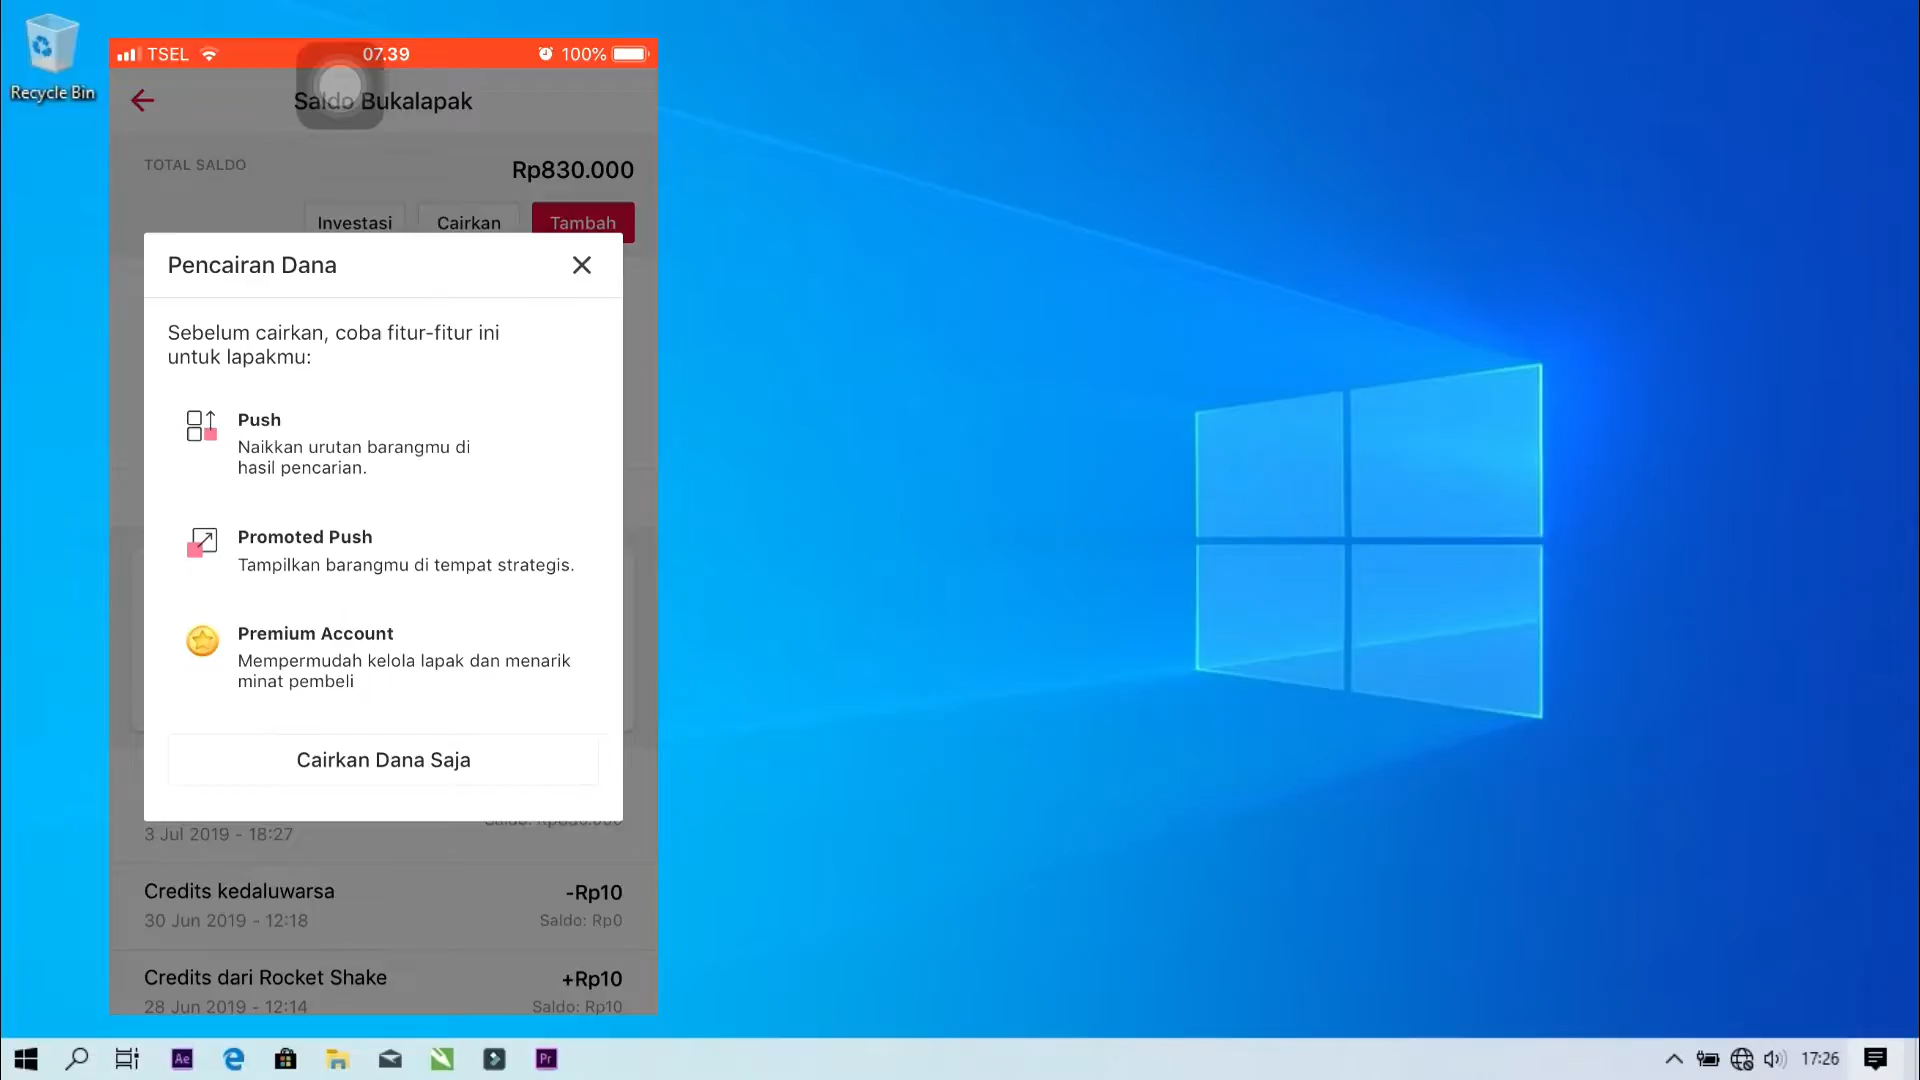 Recycle Bin
TSEL 07.39 100%
Saldo Bukalapak
TOTAL SALDO
Rp830.000
Investasi Cairkan Tambah
Pencairan Dana
Sebelum cairkan, coba fitur-fitur ini
untuk lapakmu:
Push
Naikkan urutan barangmu di
hasil pencarian.
Promoted Push
Tampilkan barangmu di tempat strategis.
Premium Account
Mempermudah kelola lapak dan menarik
minat pembeli
Cairkan Dana Saja
3 Jul 2019 - 18:27
Credits kedaluwarsa -Rp10
30 Jun 2019 - 12:18 Saldo: Rp0
Credits dari Rocket Shake +Rp10
28 Jun 2019 - 12:14 Saldo: Rp10
Ae Pr 17:26